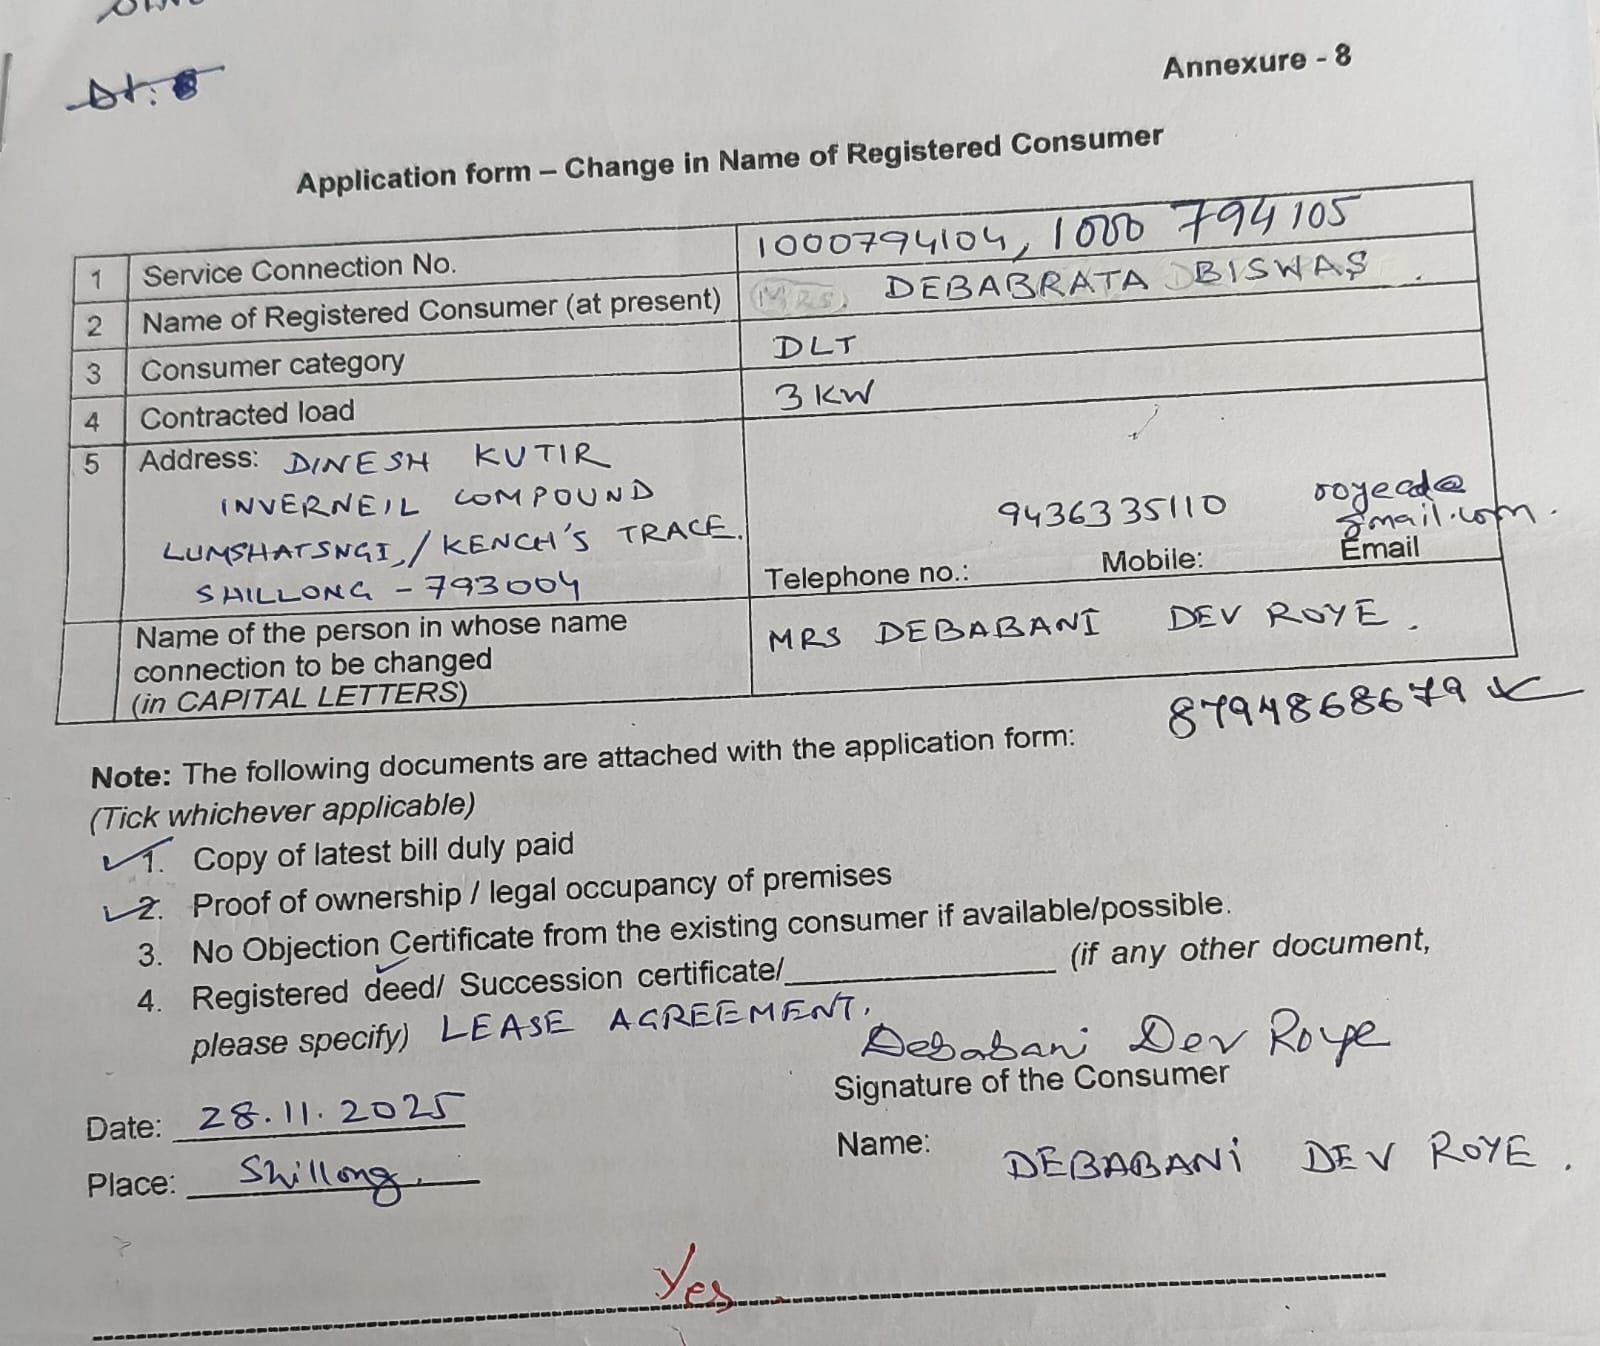 Dt:
Annexure - 8
Application form – Change in Name of Registered Consumer
1 Service Connection No. 1000794104, 1000 794105
2 Name of Registered Consumer (at present) MRS. DEBABRATA BISWAS
3 Consumer category DLT
4 Contracted load 3 KW
5 Address: DINESH KUTIR
INVERNEIL COMPOUND
LUMSHATSNGI, / KENCH'S TRACE.
SHILLONG - 793004
9436335110 royecd@
gmail.com.
Telephone no.: Mobile: Email
Name of the person in whose name
connection to be changed
(in CAPITAL LETTERS)
MRS DEBABANI DEV ROYE.
8794868679
Note: The following documents are attached with the application form:
(Tick whichever applicable)
1. Copy of latest bill duly paid
2. Proof of ownership / legal occupancy of premises
3. No Objection Certificate from the existing consumer if available/possible.
4. Registered deed/ Succession certificate/_______________ (if any other document,
please specify) LEASE AGREEMENT.
Debabani Dev Roye
Signature of the Consumer
Date: 28.11.2025
Name: DEBABANI DEV ROYE.
Place: Shillong.
Yes